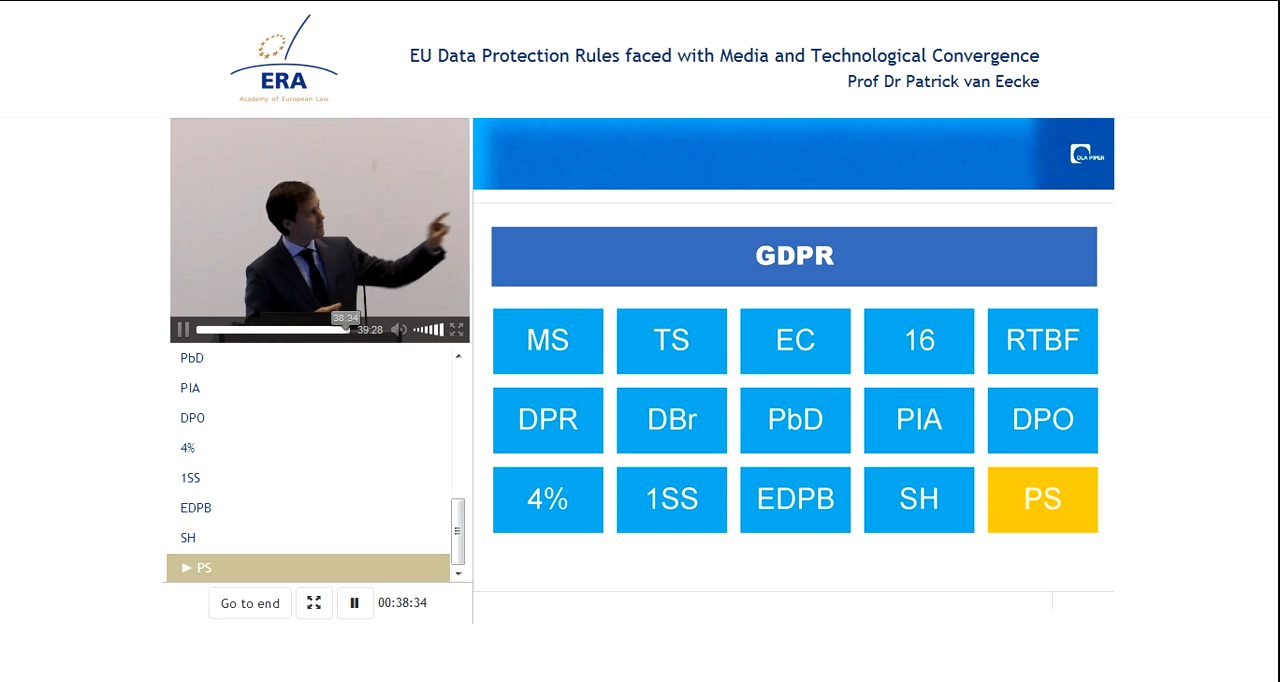 EU Data Protection Rules faced with Media and Technological Convergence
Prof Dr Patrick van Eecke
ERA
Academy of European Law
DLA PIPER
38:34
39:28
PbD
PIA
DPO
4%
1SS
EDPB
SH
► PS
Go to end
00:38:34
GDPR
MS TS EC 16 RTBF
DPR DBr PbD PIA DPO
4% 1SS EDPB SH PS